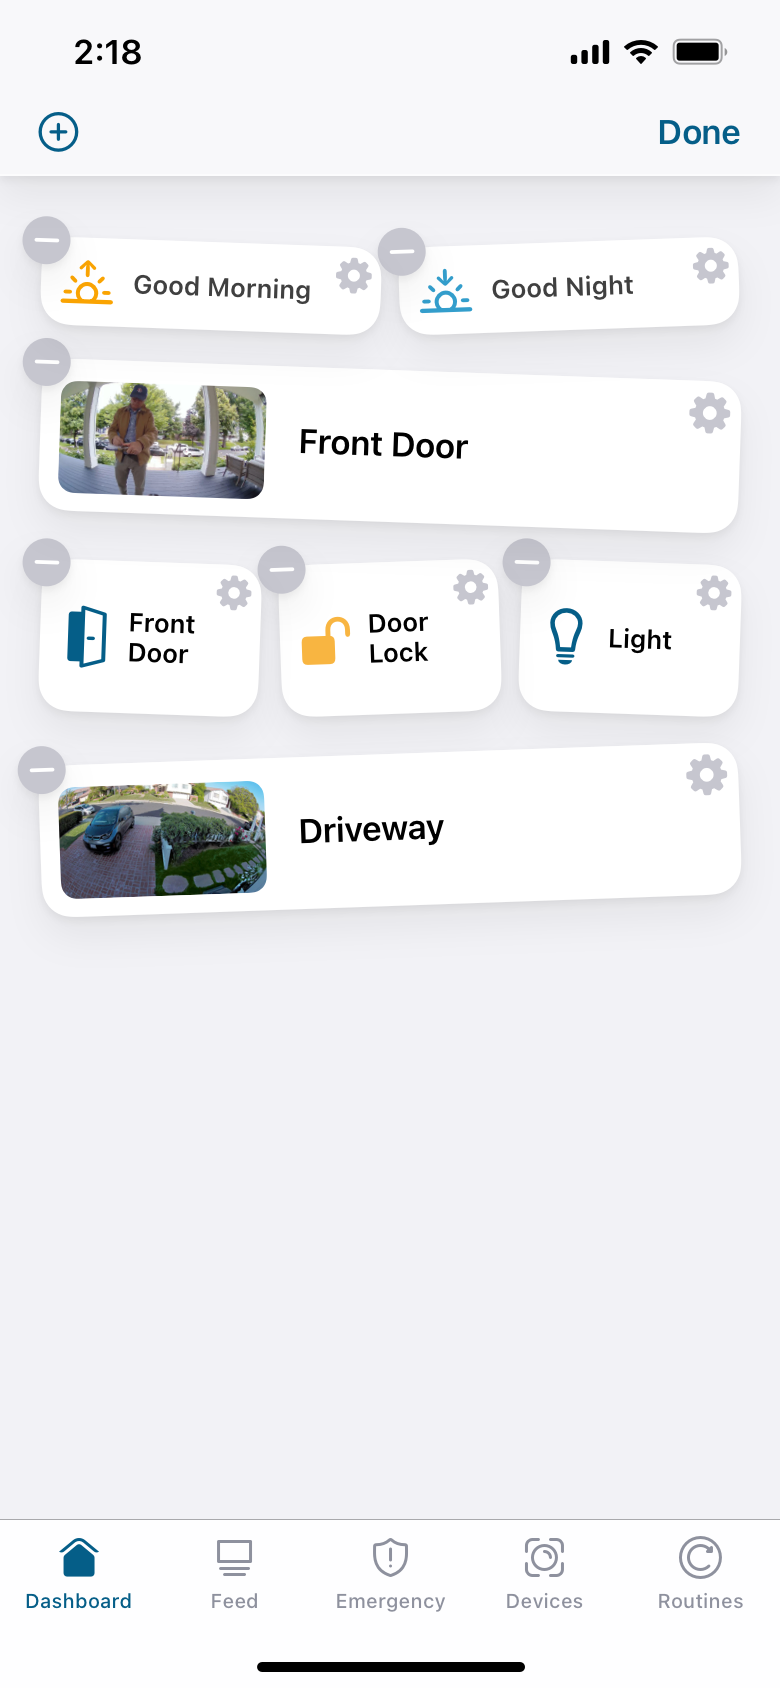 2:18
Done
Good Morning
Good Night
Front Door
Front
Door
Door
Lock
Light
Driveway
Dashboard
Feed
Emergency
Devices
Routines